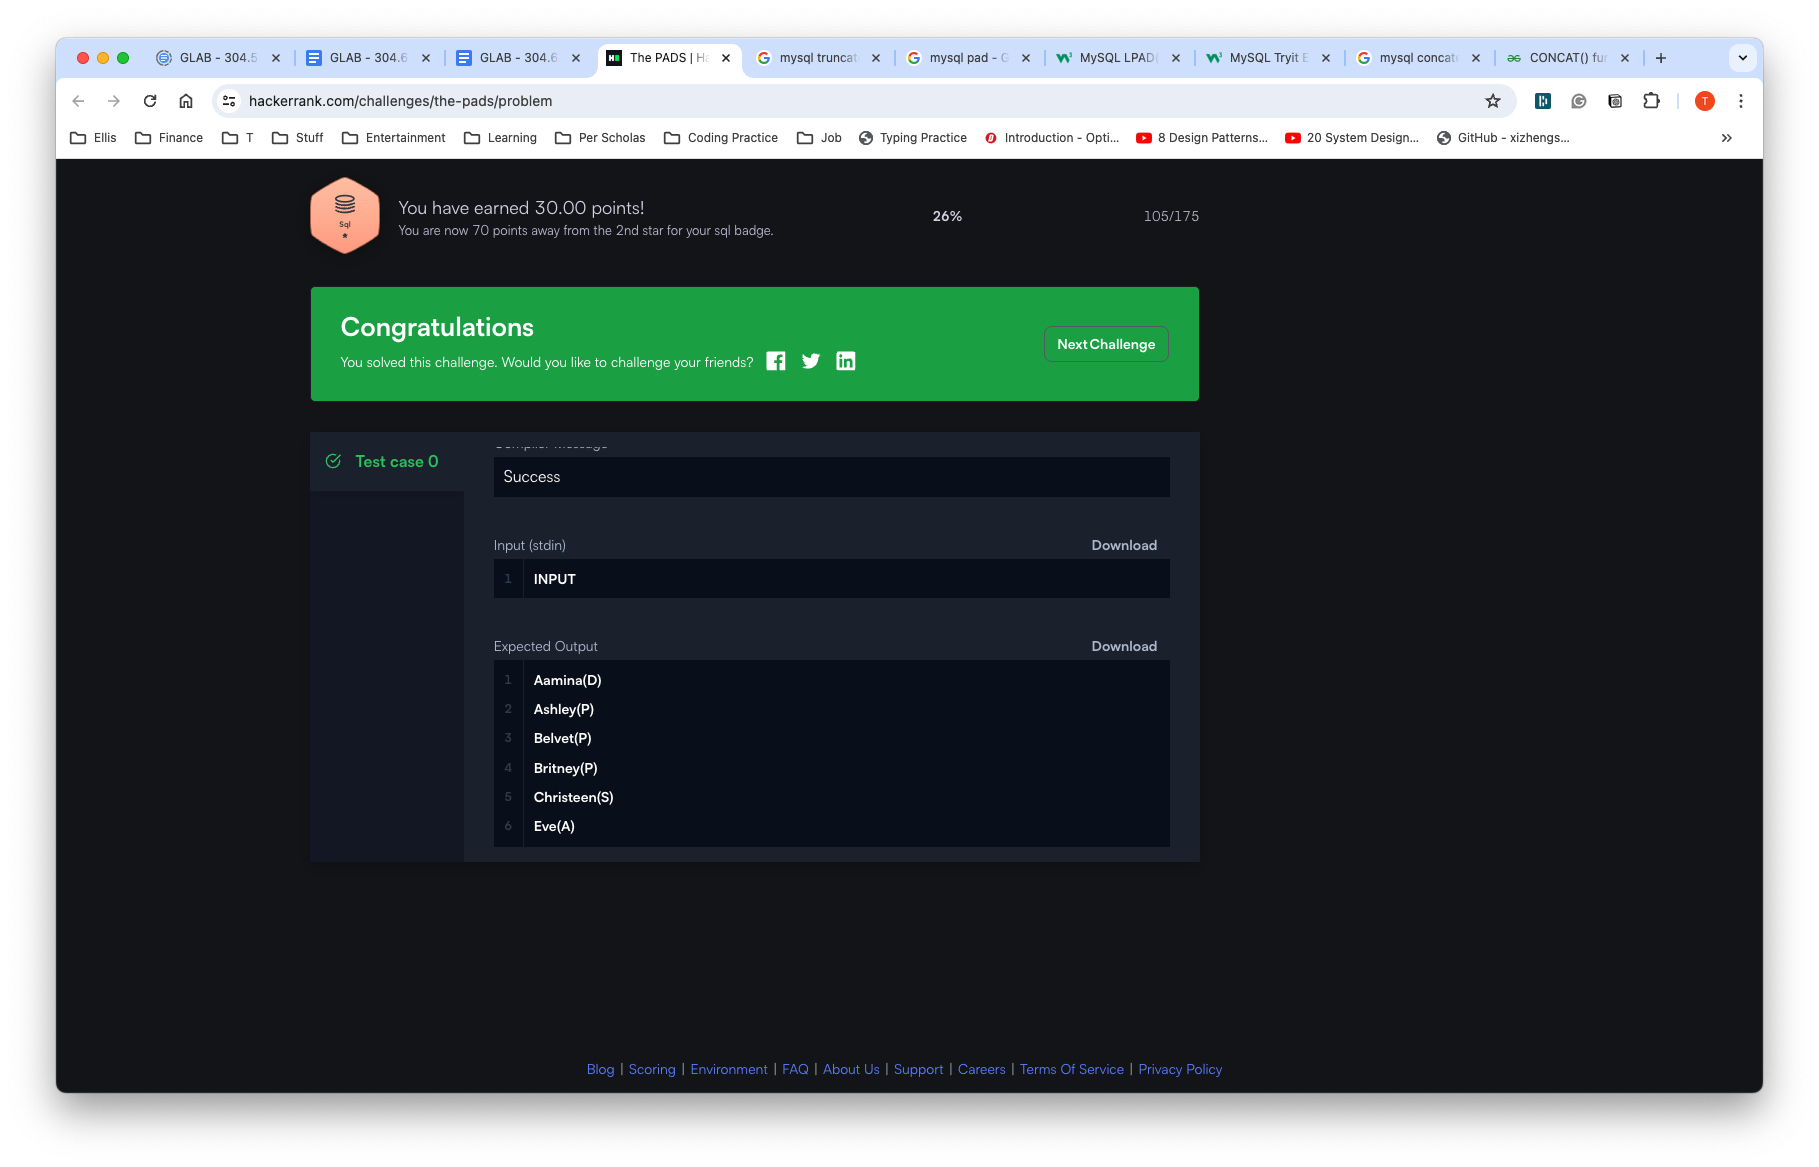 GLAB - 304.5
GLAB - 304.6
GLAB - 304.6
The PADS | Ha
mysql truncat
mysql pad - G
MySQL LPAD(
MySQL Tryit E
mysql concate
CONCAT() fun
hackerrank.com/challenges/the-pads/problem
T
Ellis
Finance
T
Stuff
Entertainment
Learning
Per Scholas
Coding Practice
Job
Typing Practice
Introduction - Opti...
8 Design Patterns...
20 System Design...
GitHub - xizhengs...
Sql
You have earned 30.00 points!
You are now 70 points away from the 2nd star for your sql badge.
26%
105/175
Congratulations
You solved this challenge. Would you like to challenge your friends?
Next Challenge
Test case 0
Compiler Message
Success
Input (stdin)
Download
1 INPUT
Expected Output
Download
1 Aamina(D)
2 Ashley(P)
3 Belvet(P)
4 Britney(P)
5 Christeen(S)
6 Eve(A)
Blog | Scoring | Environment | FAQ | About Us | Support | Careers | Terms Of Service | Privacy Policy